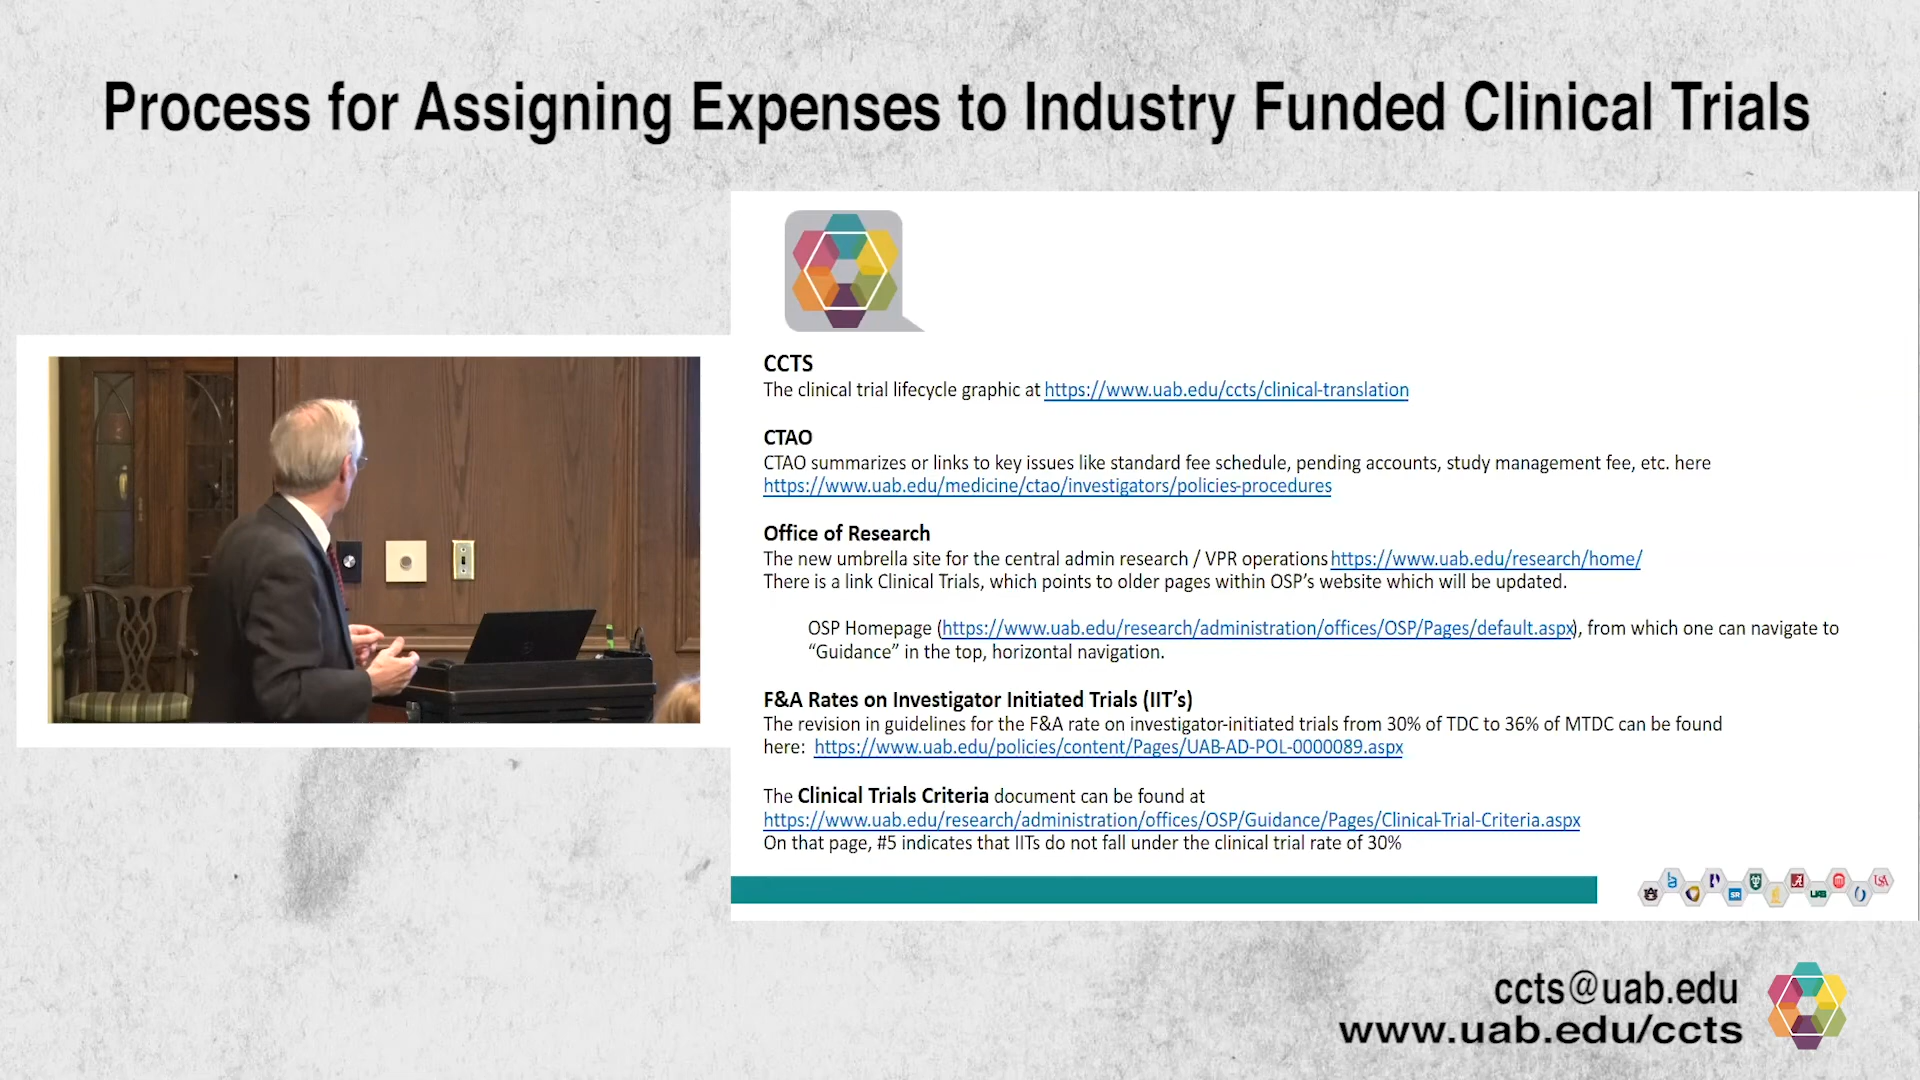 Process for Assigning Expenses to Industry Funded Clinical Trials
CCTS
The clinical trial lifecycle graphic at https://www.uab.edu/ccts/clinical-translation
CTAO
CTAO summarizes or links to key issues like standard fee schedule, pending accounts, study management fee, etc. here
https://www.uab.edu/medicine/ctao/investigators/policies-procedures
Office of Research
The new umbrella site for the central admin research / VPR operations https://www.uab.edu/research/home/
There is a link Clinical Trials, which points to older pages within OSP's website which will be updated.
OSP Homepage (https://www.uab.edu/research/administration/offices/OSP/Pages/default.aspx), from which one can navigate to
"Guidance" in the top, horizontal navigation.
F&A Rates on Investigator Initiated Trials (IIT's)
The revision in guidelines for the F&A rate on investigator-initiated trials from 30% of TDC to 36% of MTDC can be found
here: https://www.uab.edu/policies/content/Pages/UAB-AD-POL-0000089.aspx
The Clinical Trials Criteria document can be found at
https://www.uab.edu/research/administration/offices/OSP/Guidance/Pages/Clinical-Trial-Criteria.aspx
On that page, #5 indicates that IITs do not fall under the clinical trial rate of 30%
ccts@uab.edu
www.uab.edu/ccts